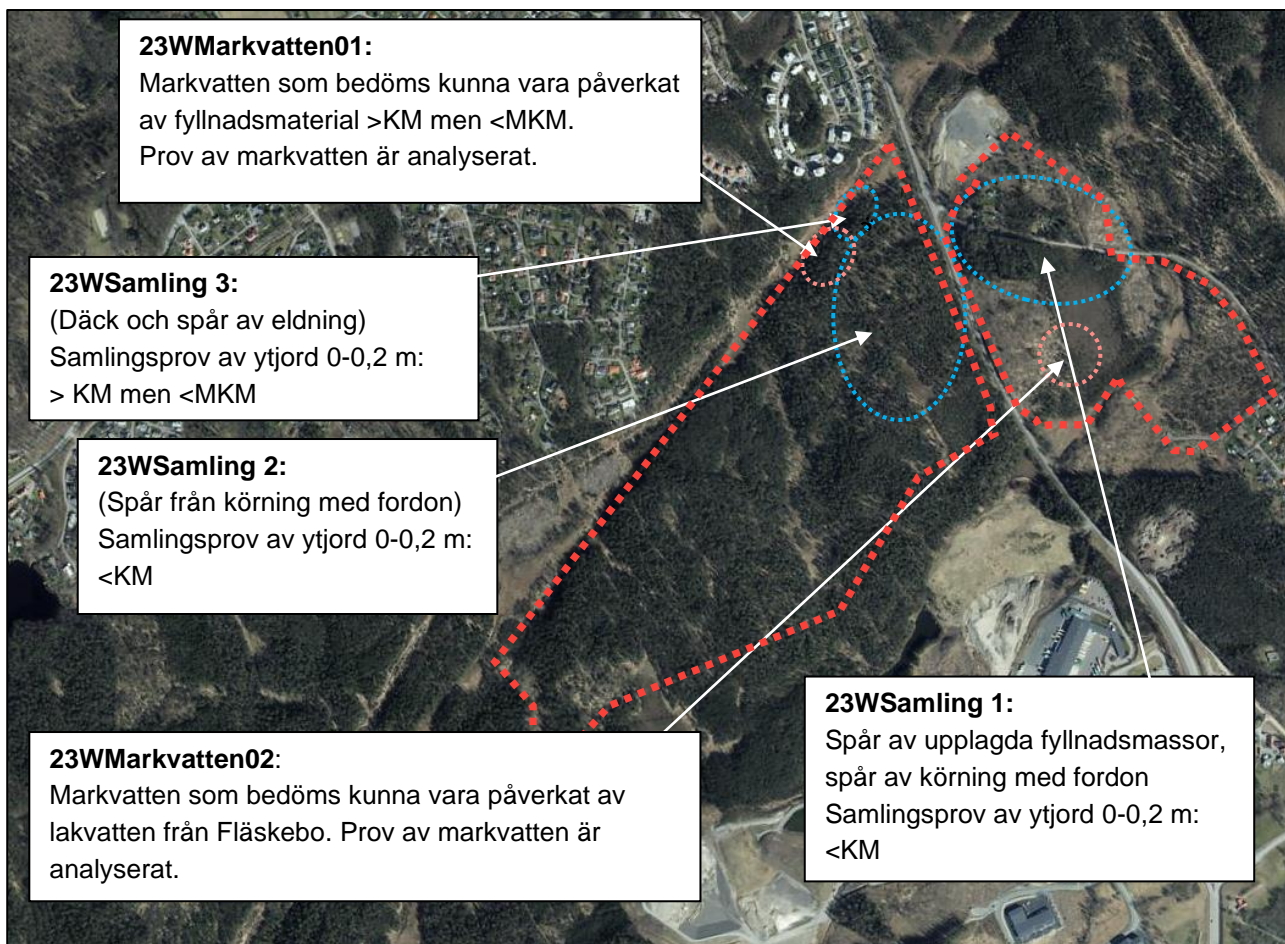 23WMarkvatten01:
Markvatten som bedöms kunna vara påverkat
av fyllnadsmaterial >KM men <MKM.
Prov av markvatten är analyserat.
23WSamling 3:
(Däck och spår av eldning)
Samlingsprov av ytjord 0-0,2 m:
> KM men <MKM
23WSamling 2:
(Spår från körning med fordon)
Samlingsprov av ytjord 0-0,2 m:
<KM
23WMarkvatten02:
Markvatten som bedöms kunna vara påverkat av
lakvatten från Fläskebo. Prov av markvatten är
analyserat.
23WSamling 1:
Spår av upplagda fyllnadsmassor,
spår av körning med fordon
Samlingsprov av ytjord 0-0,2 m:
<KM